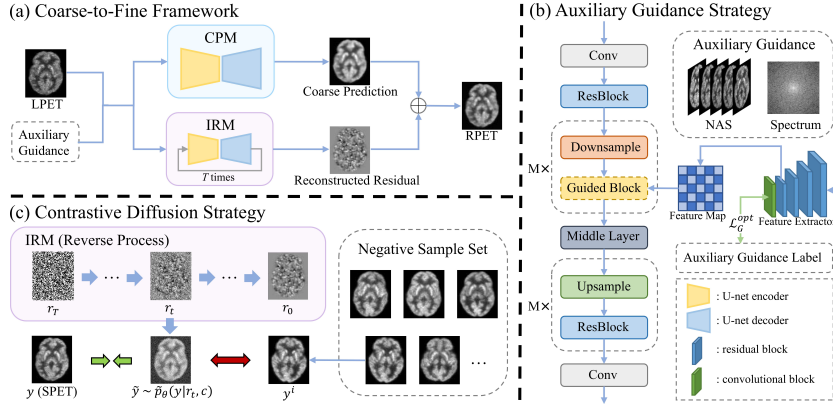 (a) Coarse-to-Fine Framework
CPM
LPET
Coarse Prediction
Auxiliary
Guidance
IRM
T times
Reconstructed Residual
RPET
(b) Auxiliary Guidance Strategy
Conv
ResBlock
M×
Downsample
Guided Block
Middle Layer
M×
Upsample
ResBlock
Conv
Auxiliary Guidance
NAS
Spectrum
Feature Map
Feature Extractor
ℒ_G^{opt}
Auxiliary Guidance Label
: U-net encoder
: U-net decoder
: residual block
: convolutional block
(c) Contrastive Diffusion Strategy
IRM (Reverse Process)
...
...
r_T
r_t
r_0
Negative Sample Set
...
y (SPET)
ỹ ~ p̃_θ(y|r_t, c)
y^i